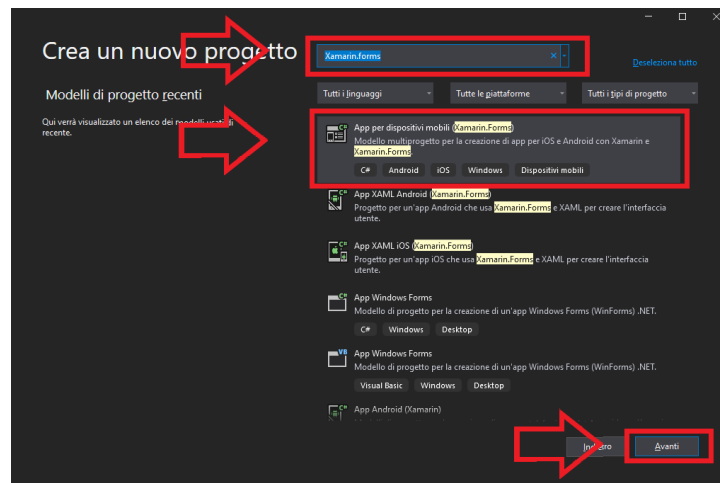 Crea un nuovo progetto
Xamarin.forms
Deseleziona tutto
Modelli di progetto recenti
Tutti i linguaggi
Tutte le piattaforme
Tutti i tipi di progetto
Qui verrà visualizzato un elenco dei modelli usati di
recente.
App per dispositivi mobili (Xamarin.Forms)
Modello multiprogetto per la creazione di app per iOS e Android con Xamarin e
Xamarin.Forms.
C# Android iOS Windows Dispositivi mobili
App XAML Android (Xamarin.Forms)
Progetto per un'app Android che usa Xamarin.Forms e XAML per creare l'interfaccia
utente.
App XAML iOS (Xamarin.Forms)
Progetto per un'app iOS che usa Xamarin.Forms e XAML per creare l'interfaccia
utente.
App Windows Forms
Modello di progetto per la creazione di un'app Windows Forms (WinForms) .NET.
C# Windows Desktop
App Windows Forms
Modello di progetto per la creazione di un'app Windows Forms (WinForms) .NET.
Visual Basic Windows Desktop
App Android (Xamarin)
Indietro
Avanti